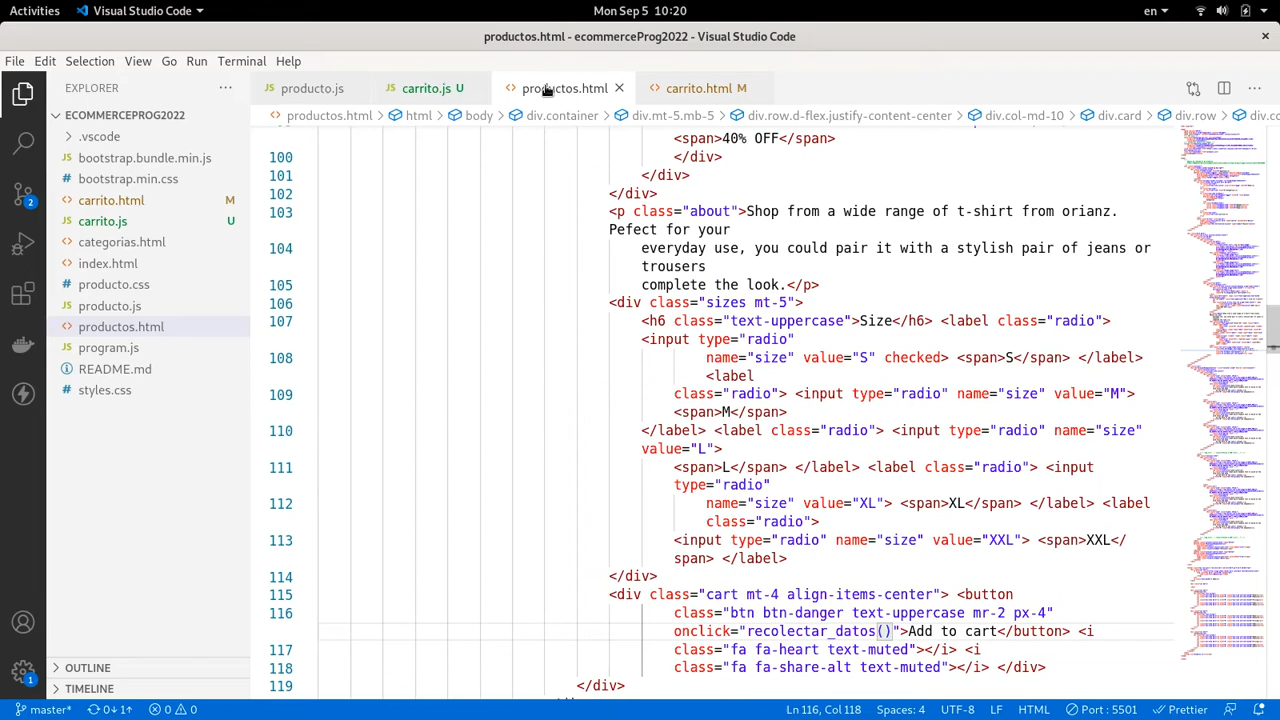 Activities
Visual Studio Code
Mon Sep 5  10:20
en
productos.html - ecommerceProg2022 - Visual Studio Code
File Edit Selection View Go Run Terminal Help
EXPLORER
producto.js
carrito.js U
productos.html
carrito.html M
productos.html > html > body > div.container > div.mt-5.mb-5 > div.row.d-flex.justify-content-center > div.col-md-10 > div.card > div.row > div.co
ECOMMERCEPROG2022
.vscode
bootstrap.bundle.min.js
bootstrap.min.css
carrito.html M
carrito.js U
categorias.html
index.html
producto.css
producto.js
productos.html
productos.js
README.md
styles.css
OUTLINE
TIMELINE
<span>40% OFF</span>
100 </div>
101 </div>
102 </div>
103 <p class="about">Shop from a wide range of t-shirt from orianz.
Pefect for your
104 everyday use, you could pair it with a stylish pair of jeans or
trousers
105 complete the look.</p>
106 <div class="sizes mt-5">
107 <h6 class="text-uppercase">Size</h6> <label class="radio">
<input type="radio"
108 name="size" value="S" checked> <span>S</span> </label>
<label
109 class="radio"> <input type="radio" name="size" value="M">
<span>M</span>
110 </label> <label class="radio"> <input type="radio" name="size"
value="L">
111 <span>L</span> </label> <label class="radio"> <input
type="radio"
112 name="size" value="XL"> <span>XL</span> </label> <label
class="radio">
113 <input type="radio" name="size" value="XXL"> <span>XXL</
span> </label>
114 </div>
115 <div class="cart mt-4 align-items-center"> <button
116 class="btn btn-danger text-uppercase mr-2 px-4"
onclick="recolectar_datos()">Add to cart</button> <i
117 class="fa fa-heart text-muted"></i> <i
118 class="fa fa-share-alt text-muted"></i> </div>
119 </div>
2
1
master*
0↓ 1↑
0
0
Ln 116, Col 118
Spaces: 4
UTF-8
LF
HTML
Port : 5501
Prettier